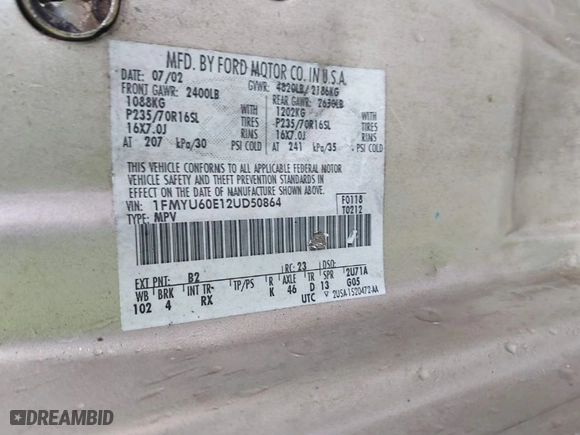 MFD. BY FORD MOTOR CO. IN U.S.A.
DATE: 07/02 GVWR: 4820LB/ 2186KG
FRONT GAWR: 2400LB REAR GAWR: 2650LB
1088KG WITH 1202KG WITH
P235/70R16SL TIRES P235/70R16SL TIRES
16X7.0J RIMS 16X7.0J RIMS
AT 207 kPa/30 PSI COLD AT 241 kPa/35 PSI COLD
THIS VEHICLE CONFORMS TO ALL APPLICABLE FEDERAL MOTOR
VEHICLE SAFETY AND THEFT PREVENTION STANDARDS IN
EFFECT ON THE DATE OF MANUFACTURE SHOWN ABOVE.
VIN: 1FMYU60E12UD50864 F0118
TYPE: MPV T0212
EXT PNT: B2 RC: 23 DSO:
WB BRK INT TR TP/PS R AXLE TR SPR 2U71A
102 4 RX K 46 D 13 G05
UTC
DREAMBID